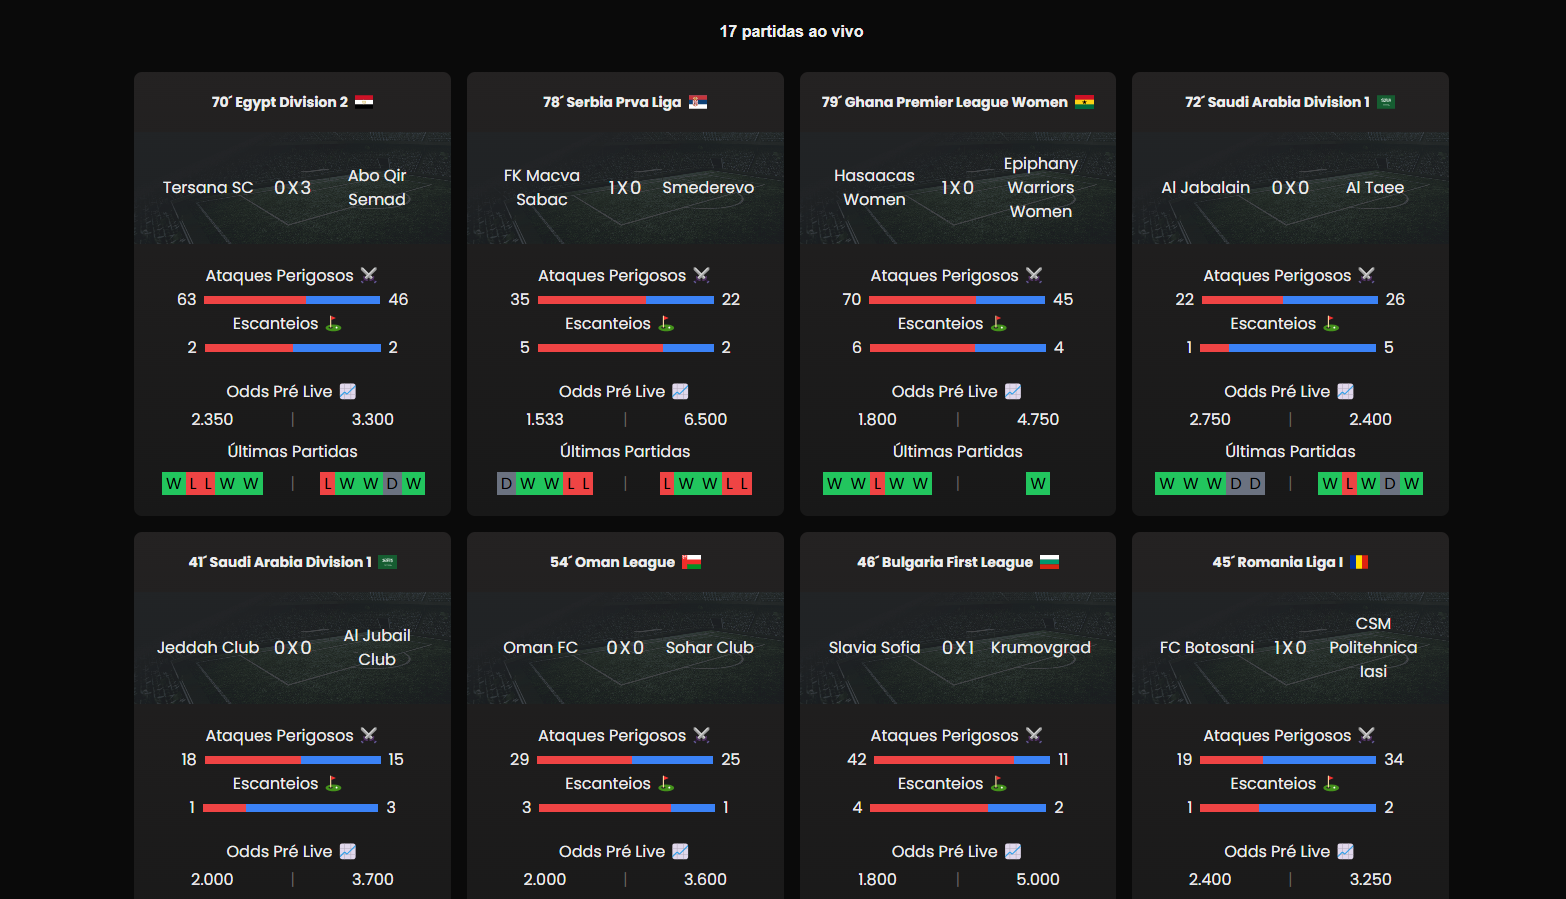 17 partidas ao vivo
70´ Egypt Division 2
Tersana SC 0 X 3 Abo Qir Semad
Ataques Perigosos
63 46
Escanteios
2 2
Odds Pré Live
2.350 | 3.300
Últimas Partidas
W L L W W | L W W D W
78´ Serbia Prva Liga
FK Macva Sabac 1 X 0 Smederevo
Ataques Perigosos
35 22
Escanteios
5 2
Odds Pré Live
1.533 | 6.500
Últimas Partidas
D W W L L | L W W L L
79´ Ghana Premier League Women
Hasaacas Women 1 X 0 Epiphany Warriors Women
Ataques Perigosos
70 45
Escanteios
6 4
Odds Pré Live
1.800 | 4.750
Últimas Partidas
W W L W W | W
72´ Saudi Arabia Division 1
Al Jabalain 0 X 0 Al Taee
Ataques Perigosos
22 26
Escanteios
1 5
Odds Pré Live
2.750 | 2.400
Últimas Partidas
W W W D D | W L W D W
41´ Saudi Arabia Division 1
Jeddah Club 0 X 0 Al Jubail Club
Ataques Perigosos
18 15
Escanteios
1 3
Odds Pré Live
2.000 | 3.700
54´ Oman League
Oman FC 0 X 0 Sohar Club
Ataques Perigosos
29 25
Escanteios
3 1
Odds Pré Live
2.000 | 3.600
46´ Bulgaria First League
Slavia Sofia 0 X 1 Krumovgrad
Ataques Perigosos
42 11
Escanteios
4 2
Odds Pré Live
1.800 | 5.000
45´ Romania Liga I
FC Botosani 1 X 0 CSM Politehnica Iasi
Ataques Perigosos
19 34
Escanteios
1 2
Odds Pré Live
2.400 | 3.250